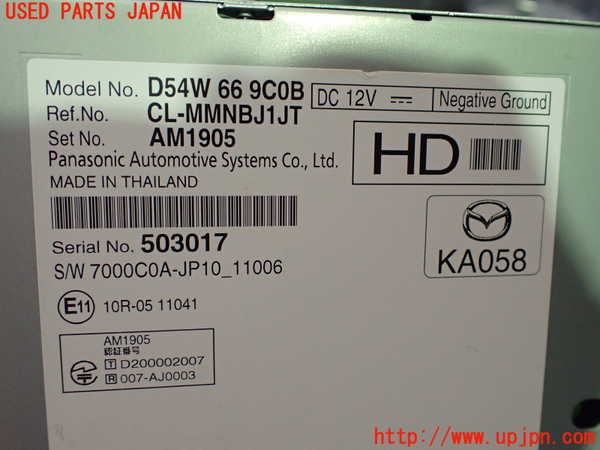 USED PARTS JAPAN
Model No. D54W 66 9C0B
DC 12V Negative Ground
Ref.No. CL-MMNBJ1JT
Set No. AM1905
Panasonic Automotive Systems Co., Ltd.
MADE IN THAILAND
HD
Serial No. 503017
S/W 7000C0A-JP10_11006
KA058
E11 10R-05 11041
AM1905
認証番号
T D200002007
R 007-AJ0003
http://www.upjpn.com/